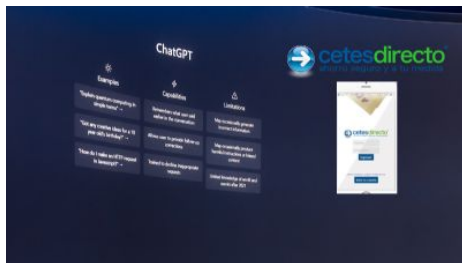 ChatGPT
cetesdirecto
ahorro seguro y a tu medida
Examples
Capabilities
Limitations
"Explain quantum computing in
simple terms" →
Remembers what user said
earlier in the conversation
May occasionally generate
incorrect information
"Got any creative ideas for a 10
year old's birthday?" →
Allows user to provide follow-up
corrections
May occasionally produce
harmful instructions or biased
content
"How do I make an HTTP request
in Javascript?" →
Trained to decline inappropriate
requests
Limited knowledge of world and
events after 2021
cetesdirecto